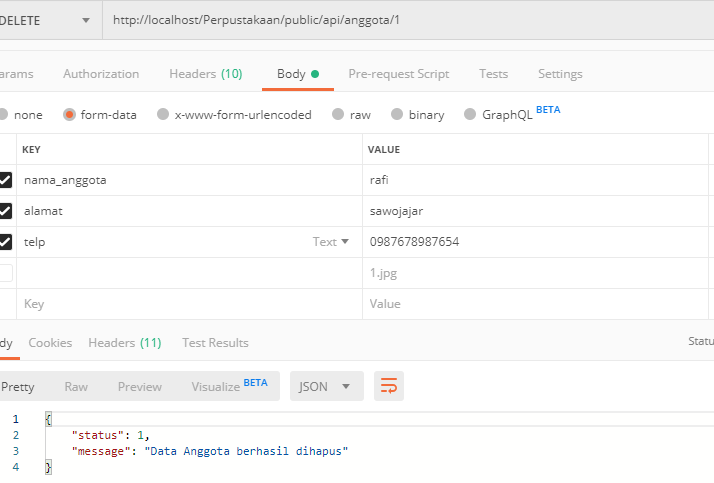 DELETE http://localhost/Perpustakaan/public/api/anggota/1
arams Authorization Headers (10) Body Pre-request Script Tests Settings
none form-data x-www-form-urlencoded raw binary GraphQL BETA
KEY VALUE
nama_anggota rafi
alamat sawojajar
telp Text 0987678987654
1.jpg
Key Value
dy Cookies Headers (11) Test Results Statu
Pretty Raw Preview Visualize BETA JSON
1 {
2 "status": 1,
3 "message": "Data Anggota berhasil dihapus"
4 }